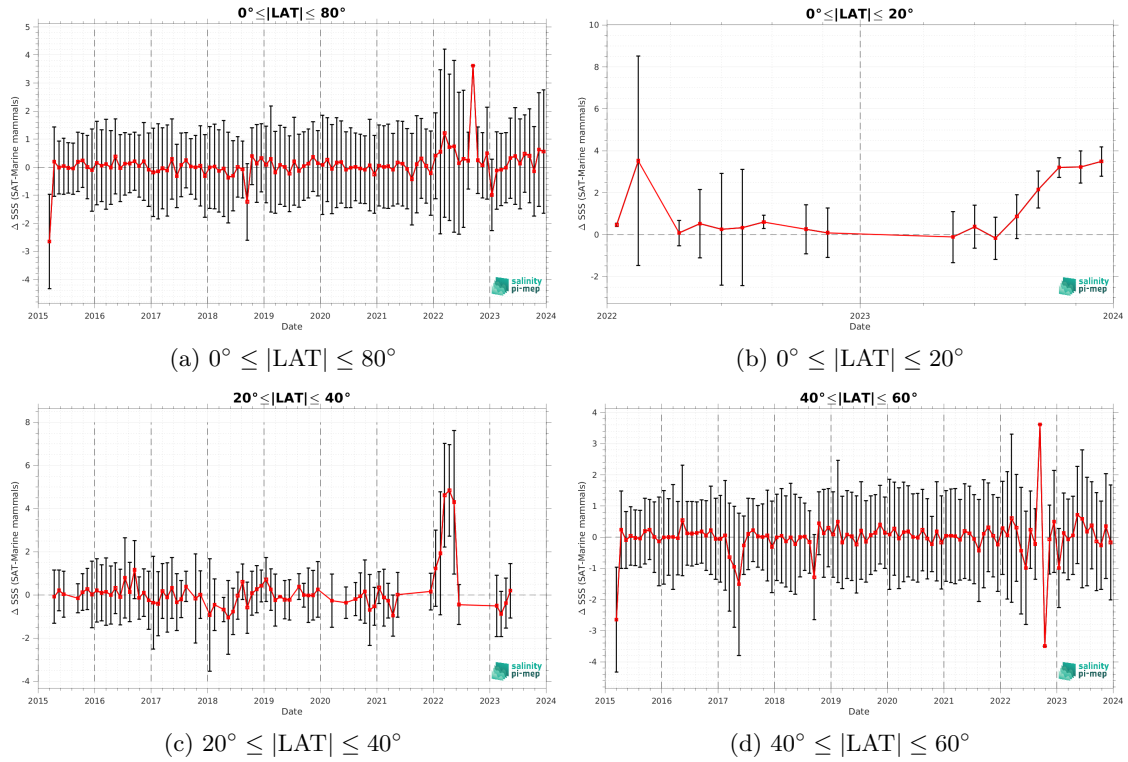 0°≤|LAT|≤ 80°
Δ SSS (SAT-Marine mammals)
5
4
3
2
1
0
-1
-2
-3
-4
2015 2016 2017 2018 2019 2020 2021 2022 2023 2024
Date
salinity
pi-mep
(a) 0° ≤ |LAT| ≤ 80°
0°≤|LAT|≤ 20°
Δ SSS (SAT-Marine mammals)
10
8
6
4
2
0
-2
2022 2023 2024
Date
salinity
pi-mep
(b) 0° ≤ |LAT| ≤ 20°
20°≤|LAT|≤ 40°
Δ SSS (SAT-Marine mammals)
8
6
4
2
0
-2
-4
2015 2016 2017 2018 2019 2020 2021 2022 2023 2024
Date
salinity
pi-mep
(c) 20° ≤ |LAT| ≤ 40°
40°≤|LAT|≤ 60°
Δ SSS (SAT-Marine mammals)
4
3
2
1
0
-1
-2
-3
-4
2015 2016 2017 2018 2019 2020 2021 2022 2023 2024
Date
salinity
pi-mep
(d) 40° ≤ |LAT| ≤ 60°